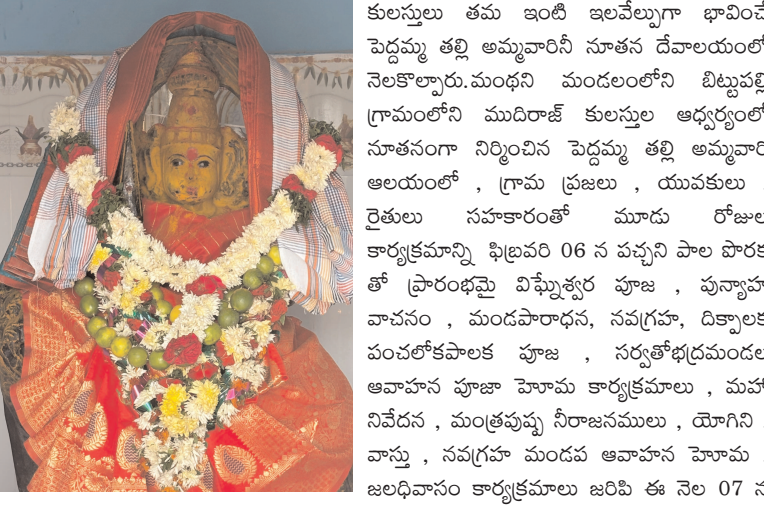 కులస్తులు తమ ఇంటి ఇలవేల్పుగా భావించే
పెద్దమ్మ తల్లి అమ్మవారినీ నూతన దేవాలయంలో
నెలకొల్పారు.మంథని మండలంలోని బిట్టుపల్లి
గ్రామంలోని ముదిరాజ్ కులస్తుల ఆధ్వర్యంలో
నూతనంగా నిర్మించిన పెద్దమ్మ తల్లి అమ్మవారి
ఆలయంలో , గ్రామ ప్రజలు , యువకులు
రైతులు సహకారంతో మూడు రోజుల
కార్యక్రమాన్ని ఫిబ్రవరి 06 న పచ్చని పాల పొరక
తో ప్రారంభమై విఘ్నేశ్వర పూజ , పున్యాహ
వాచనం , మండపారాధన, నవగ్రహ, దిక్పాలక
పంచలోకపాలక పూజ , సర్వతోభద్రమండల
ఆవాహన పూజా హెూమ కార్యక్రమాలు , మహా
నివేదన , మంత్రపుష్ప నీరాజనములు , యోగిని
వాస్తు , నవగ్రహ మండప ఆవాహన హెూమ
జలధివాసం కార్యక్రమాలు జరిపి ఈ నెల 07 న